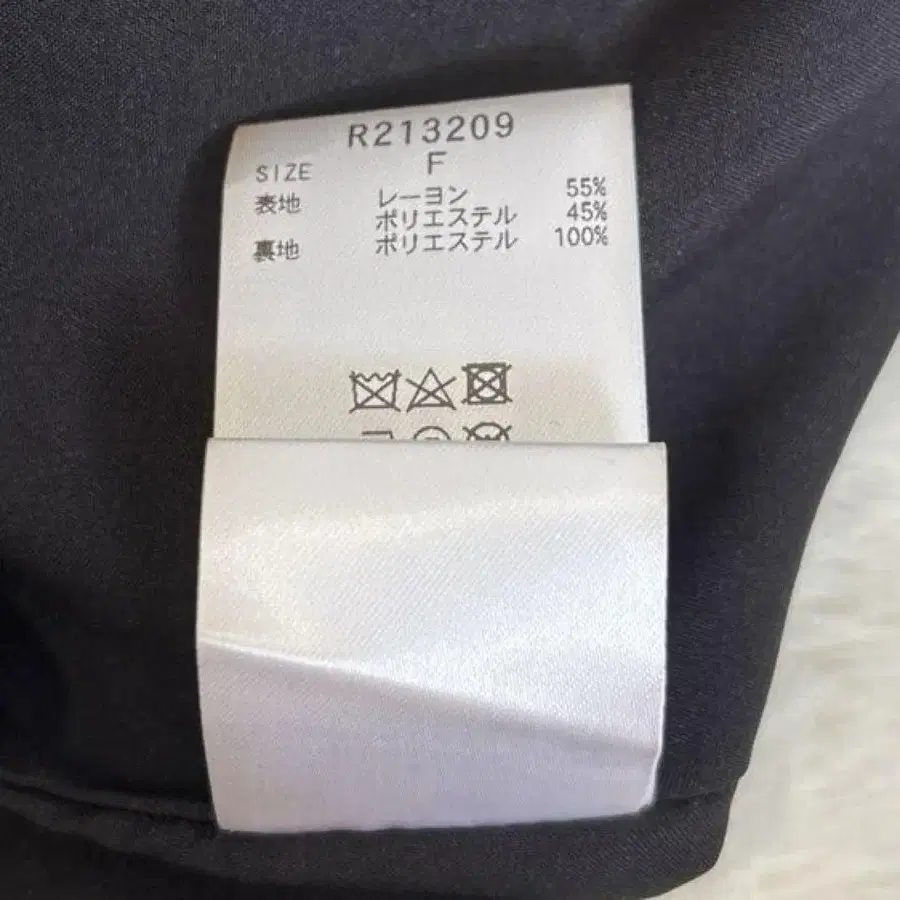 R213209
SIZE F
表地 レーヨン 55%
ポリエステル 45%
裏地 ポリエステル 100%